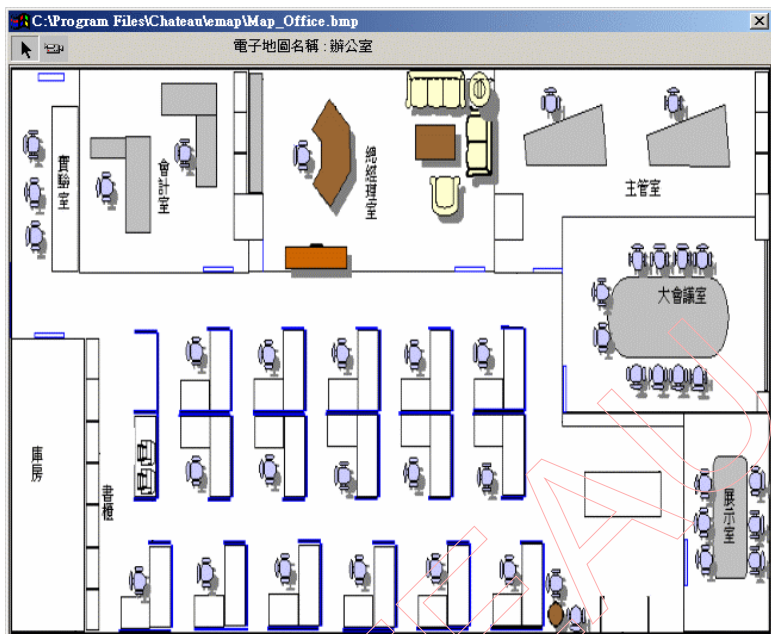 C:\Program Files\Chateau\emap\Map_Office.bmp
電子地圖名稱 : 辦公室
實驗室
會計室
總經理室
主管室
大會議室
庫房
書櫃
展示室